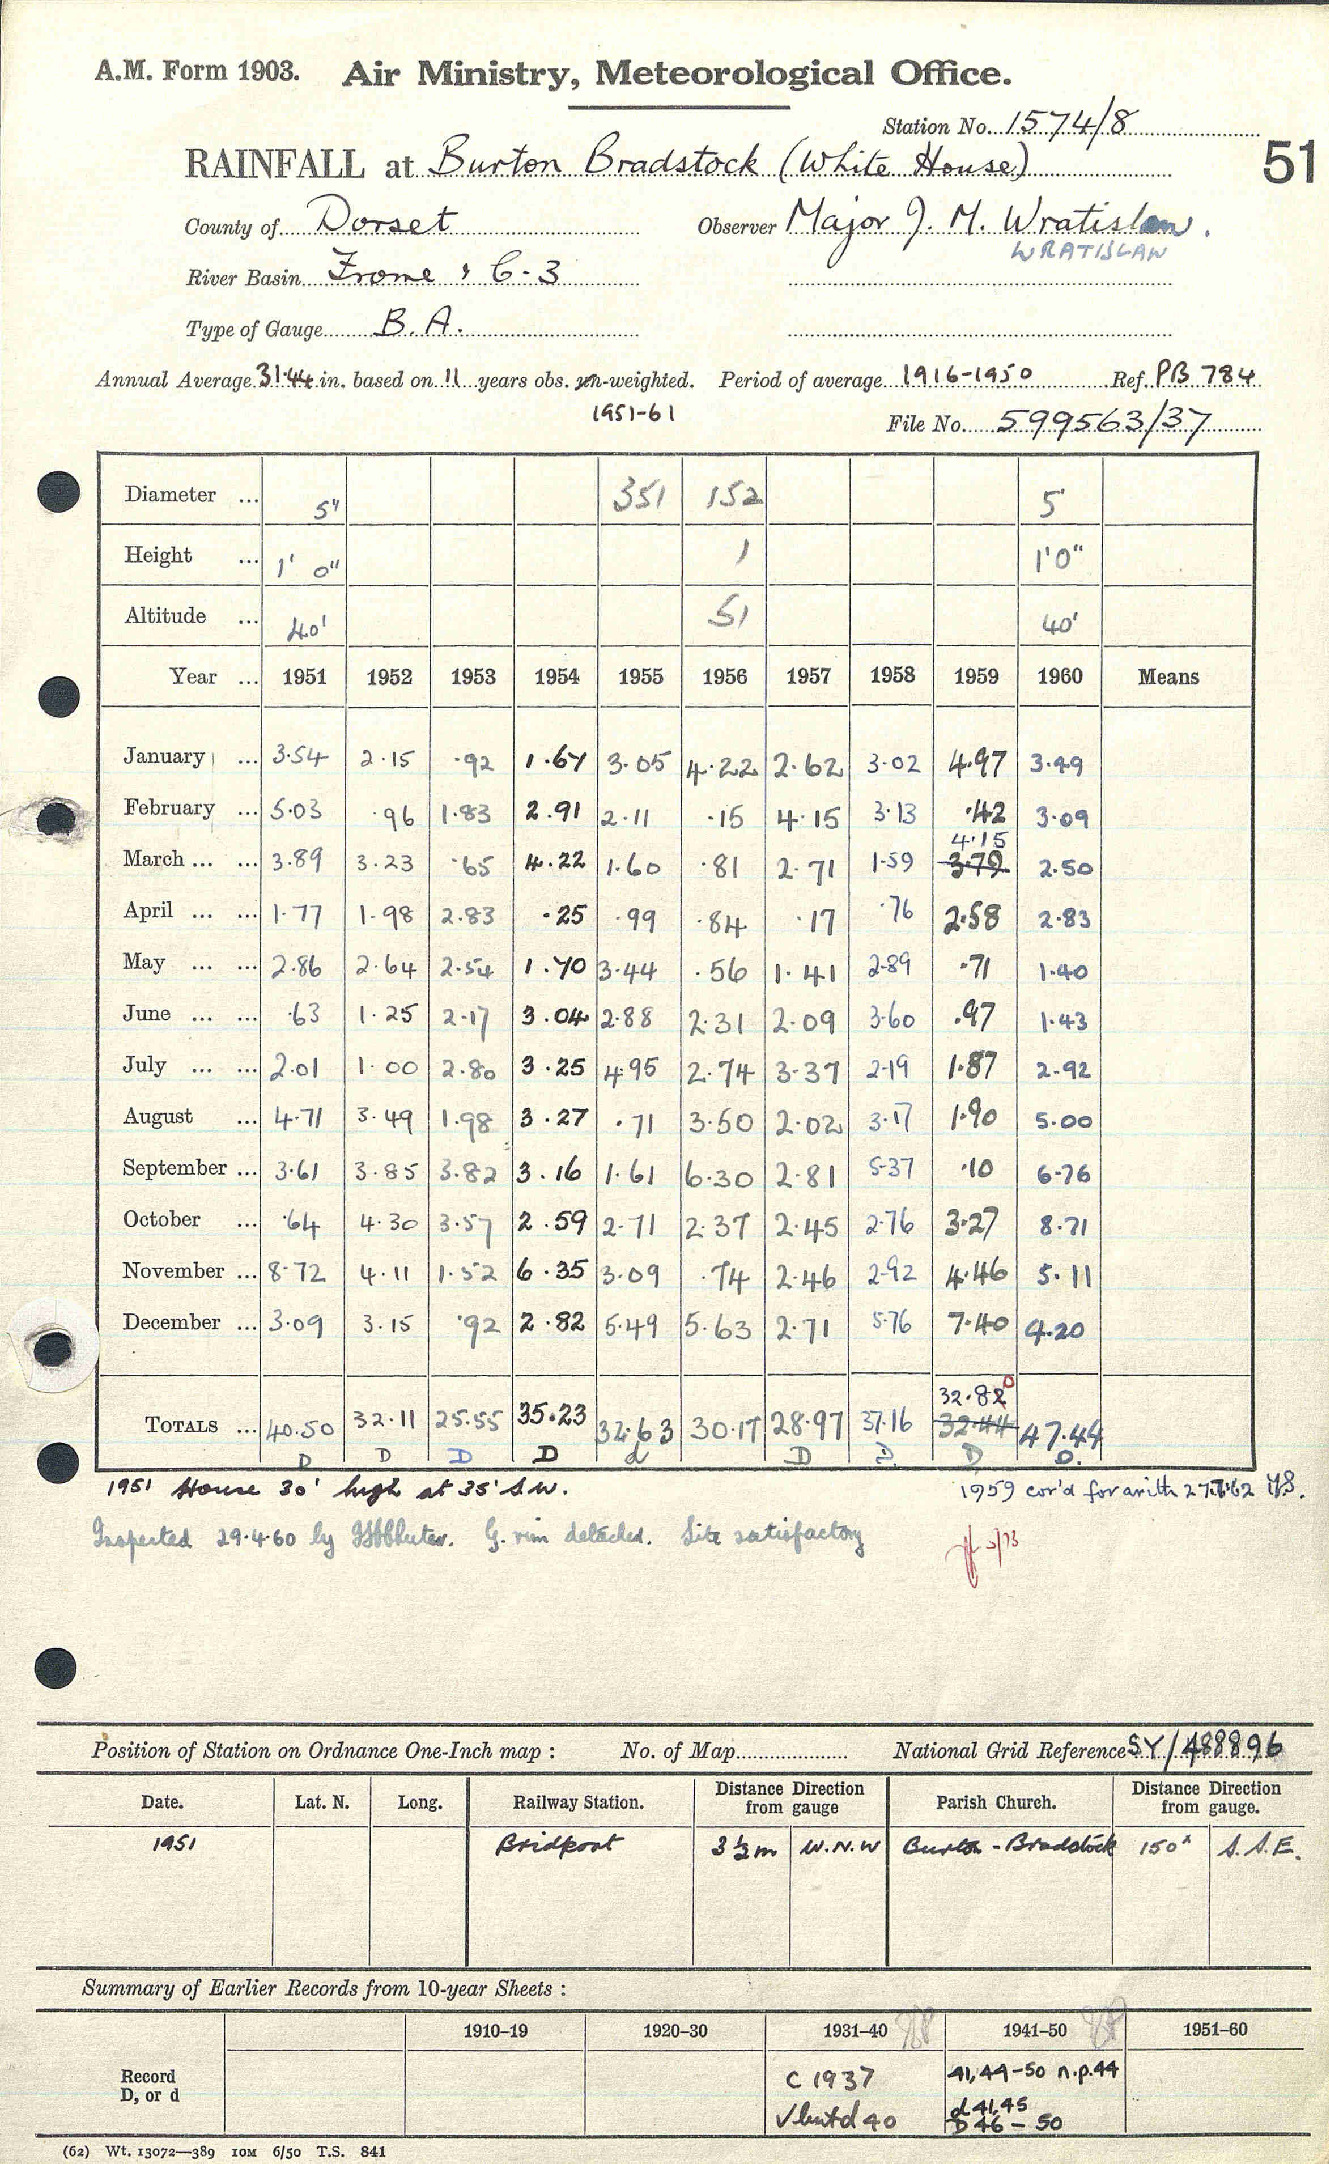 A.M. Form 1903. Air Ministry, Meteorological Office.
Station No. 1574/8
RAINFALL at Burton Bradstock (White House) 51
County of Dorset Observer Major J. M. Wratislaw.
WRATISLAW
River Basin Frome & C-3
Type of Gauge B.A.
Annual Average 31.44 in. based on 11 years obs. un-weighted. Period of average 1916-1950 Ref. PB 784
1951-61
File No. 599563/37
Diameter ... 5" 351 152 5
Height ... 1' 0" 1 1'0"
Altitude ... 40' 51 40'
Year ... 1951 1952 1953 1954 1955 1956 1957 1958 1959 1960 Means
January ... 3.54 2.15 .92 1.67 3.05 4.22 2.62 3.02 4.97 3.49
February ... 5.03 .96 1.83 2.91 2.11 .15 4.15 3.13 .42 3.09
4.15
March ... ... 3.89 3.23 .65 4.22 1.60 .81 2.71 1.59 3.79 2.50
April ... ... 1.77 1.98 2.83 .25 .99 .84 .17 .76 2.58 2.83
May ... ... 2.86 2.64 2.54 1.70 3.44 .56 1.41 2.89 .71 1.40
June ... ... .63 1.25 2.17 3.04 2.88 2.31 2.09 3.60 .97 1.43
July ... ... 2.01 1.00 2.80 3.25 4.95 2.74 3.37 2.19 1.87 2.92
August ... 4.71 3.49 1.98 3.27 .71 3.50 2.02 3.17 1.90 5.00
September ... 3.61 3.85 3.82 3.16 1.61 6.30 2.81 5.37 .10 6.76
October ... .64 4.30 3.57 2.59 2.71 2.37 2.45 2.76 3.27 8.71
November ... 8.72 4.11 1.52 6.35 3.09 .74 2.46 2.92 4.46 5.11
December ... 3.09 3.15 .92 2.82 5.49 5.63 2.71 5.76 7.40 4.20
32.82
TOTALS ... 40.50 32.11 25.55 35.23 32.63 30.17 28.97 37.16 32.44 47.44
D D D D d D D D D.
1951 House 30' high at 35' S.W. 1959 cor'd for arith 27.7.62
Inspected 29.4.60 by G. rim detached. Site satisfactory
3/73
Position of Station on Ordnance One-Inch map : No. of Map National Grid Reference SY/488896
Date. Lat. N. Long. Railway Station. Distance Direction from gauge Parish Church. Distance Direction from gauge.
1951 Bridport 3½m W.N.W Burton-Bradstock 150x S.S.E.
Summary of Earlier Records from 10-year Sheets :
1910–19 1920–30 1931–40 1941–50 1951–60
Record D, or d
C 1937 41,44-50 n.p.44
√ but d 40 d 41,45
D 46 - 50
(62) Wt. 13072—389 10M 6/50 T.S. 841